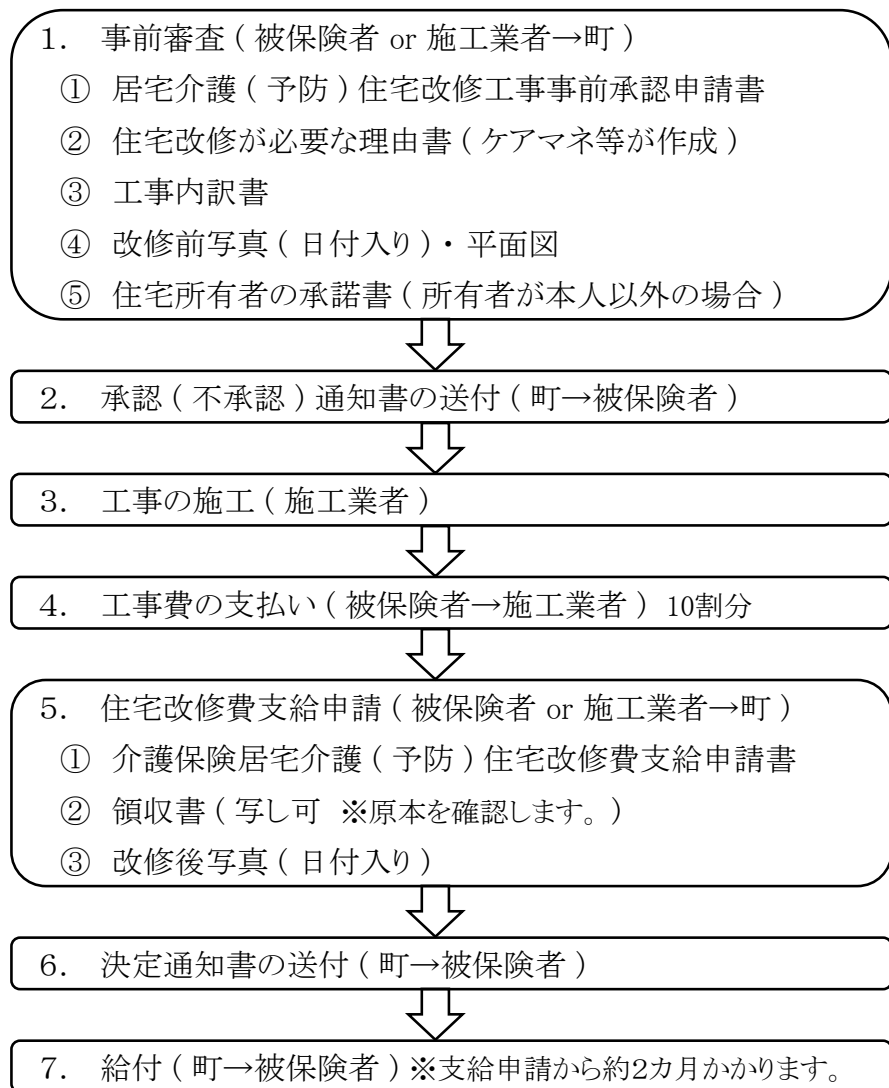 1. 事前審査(被保険者 or 施工業者→町)
① 居宅介護(予防)住宅改修工事事前承認申請書
② 住宅改修が必要な理由書(ケアマネ等が作成)
③ 工事内訳書
④ 改修前写真(日付入り)・平面図
⑤ 住宅所有者の承諾書(所有者が本人以外の場合)
2. 承認(不承認)通知書の送付(町→被保険者)
3. 工事の施工(施工業者)
4. 工事費の支払い(被保険者→施工業者) 10割分
5. 住宅改修費支給申請(被保険者 or 施工業者→町)
① 介護保険居宅介護(予防)住宅改修費支給申請書
② 領収書(写し可 ※原本を確認します。)
③ 改修後写真(日付入り)
6. 決定通知書の送付(町→被保険者)
7. 給付(町→被保険者)※支給申請から約2カ月かかります。